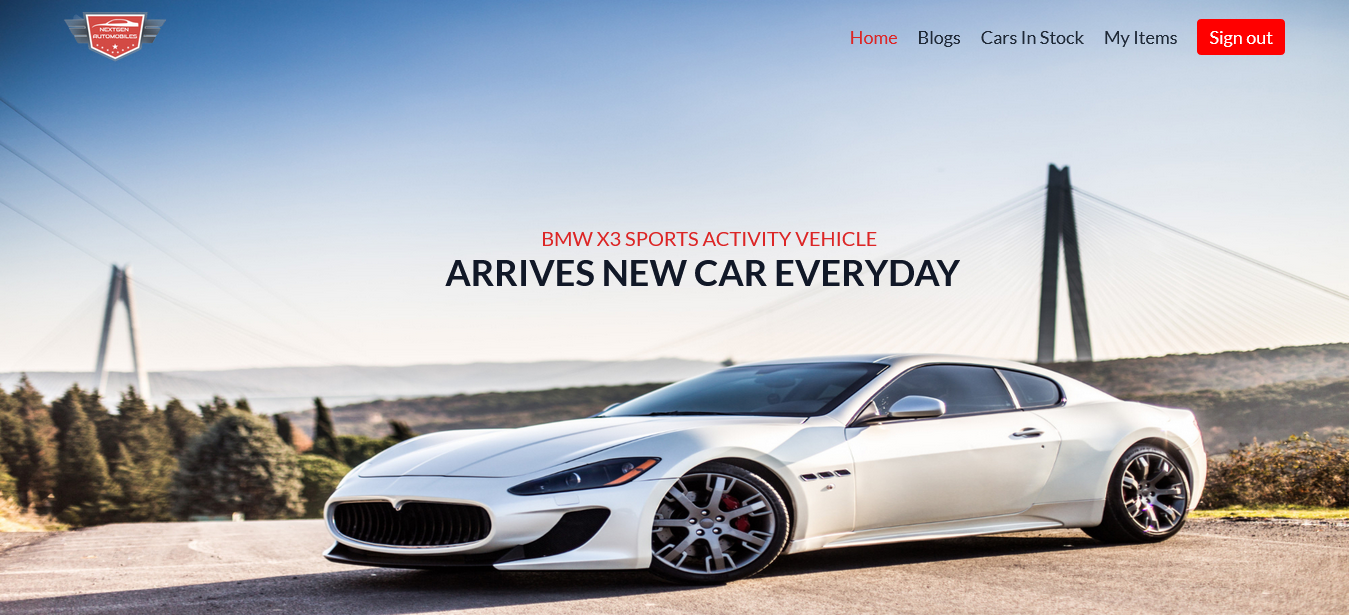 NEXTGEN
AUTOMOBILES
Home Blogs Cars In Stock My Items Sign out
BMW X3 SPORTS ACTIVITY VEHICLE
ARRIVES NEW CAR EVERYDAY